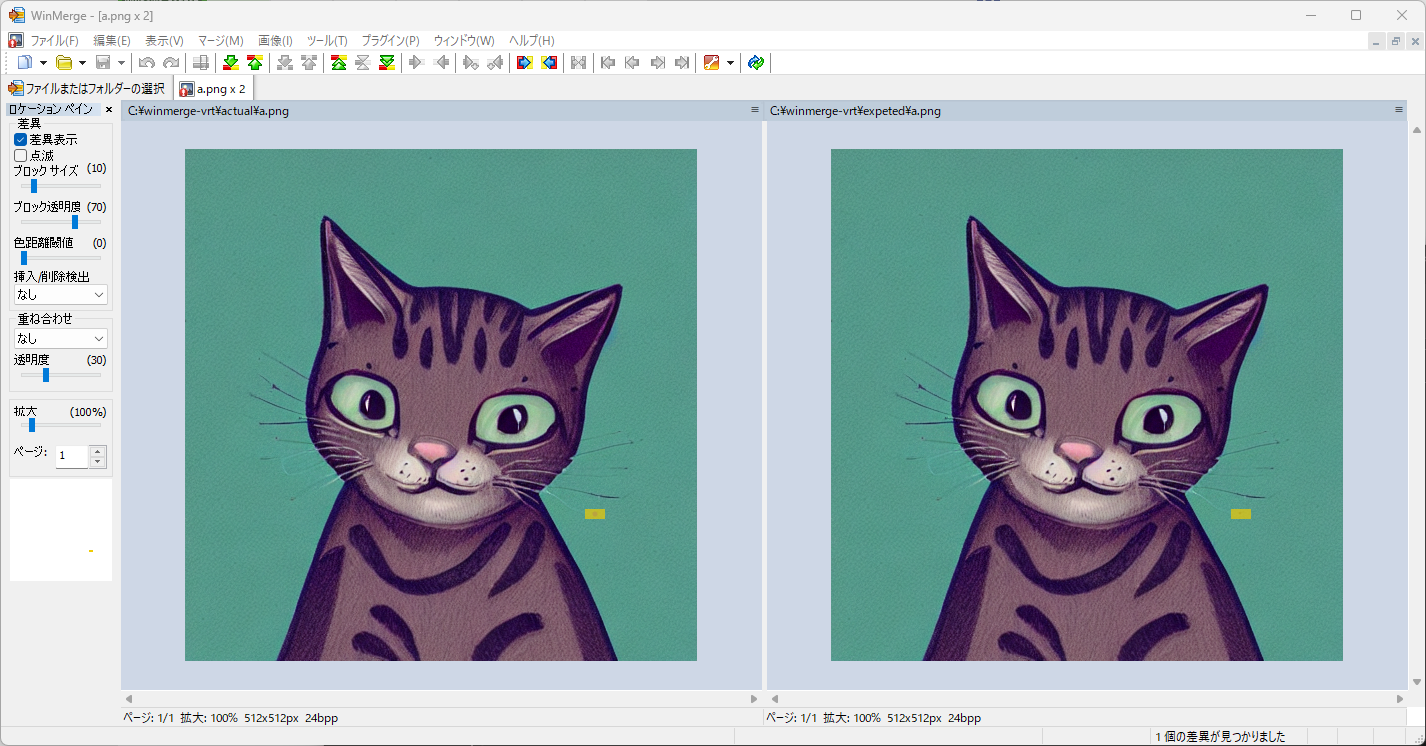 WinMerge - [a.png x 2]
ファイル(F) 編集(E) 表示(V) マージ(M) 画像(I) ツール(T) プラグイン(P) ウィンドウ(W) ヘルプ(H)
ファイルまたはフォルダーの選択 a.png x 2
ロケーション ペイン
C:¥winmerge-vrt¥actual¥a.png
C:¥winmerge-vrt¥expeted¥a.png
差異
差異表示
点滅
ブロック サイズ (10)
ブロック透明度 (70)
色距離閾値 (0)
挿入/削除検出
なし
重ね合わせ
なし
透明度 (30)
拡大 (100%)
ページ: 1
ページ: 1/1 拡大: 100% 512x512px 24bpp
ページ: 1/1 拡大: 100% 512x512px 24bpp
1 個の差異が見つかりました